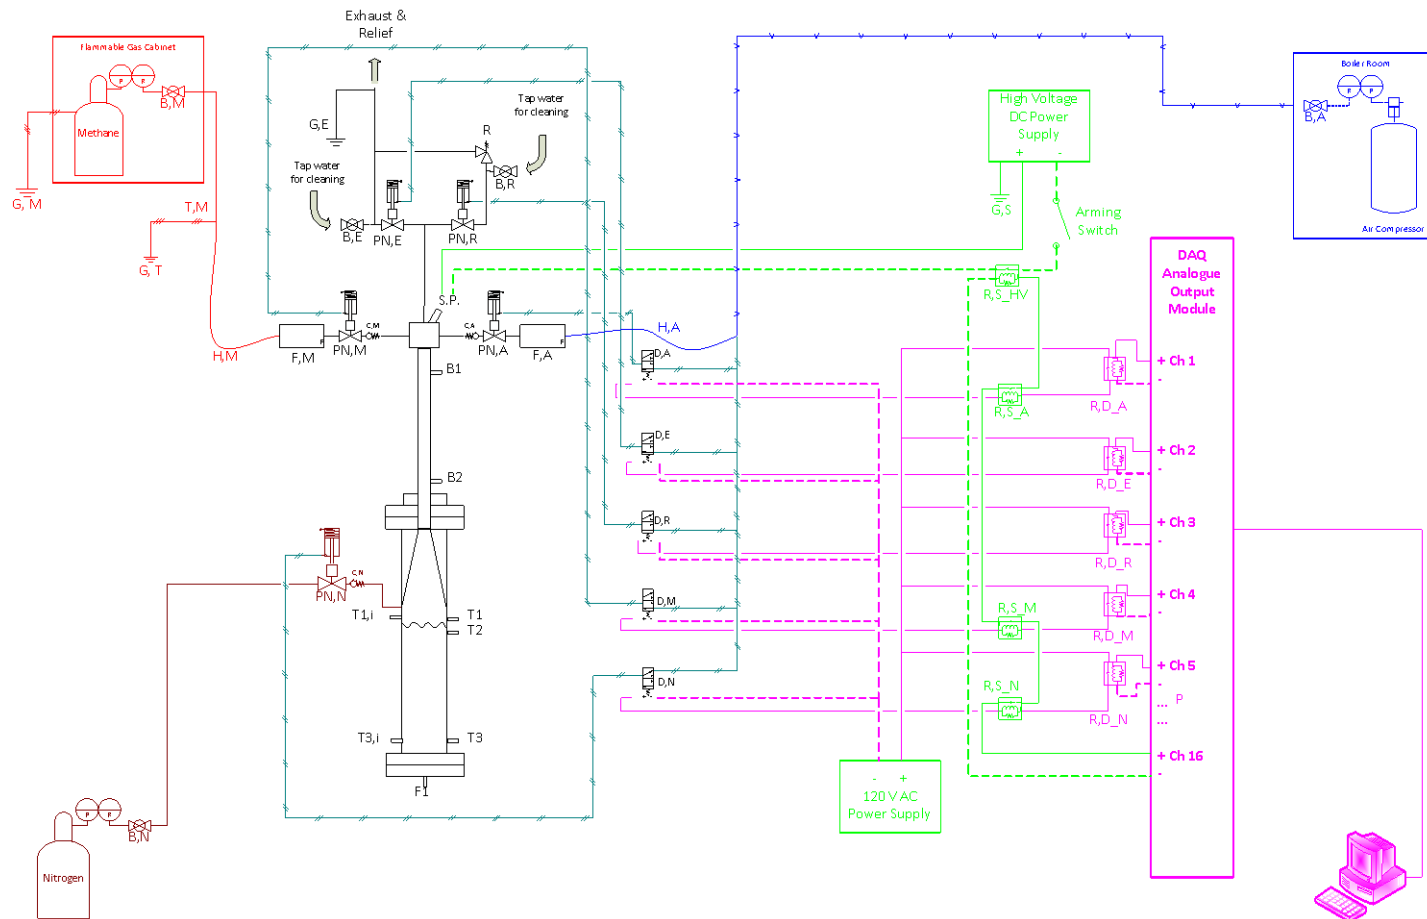 Exhaust &
Relief
Flammable Gas Cabinet
P
R
B,M
Methane
G, M
T,M
G, T
H,M
G,E
Tap water
for cleaning
R
Tap water
for cleaning
B,R
B,E
PN,E
PN,R
S.P.
C,M
C,A
F,M
PN,M
PN,A
F,A
H,A
B1
B2
C,N
PN,N
T1,i
T1
T2
T3,i
T3
F1
B,N
Nitrogen
D,A
D,E
D,R
D,M
D,N
High Voltage
DC Power
Supply
+ -
G,S
Arming
Switch
R,S_HV
R,S_A
R,S_M
R,S_N
- +
120 V AC
Power Supply
Boiler Room
B,A
Air Compressor
DAQ
Analogue
Output
Module
+ Ch 1
-
R,D_A
+ Ch 2
-
R,D_E
+ Ch 3
-
R,D_R
+ Ch 4
-
R,D_M
+ Ch 5
-
... P
...
R,D_N
+ Ch 16
-